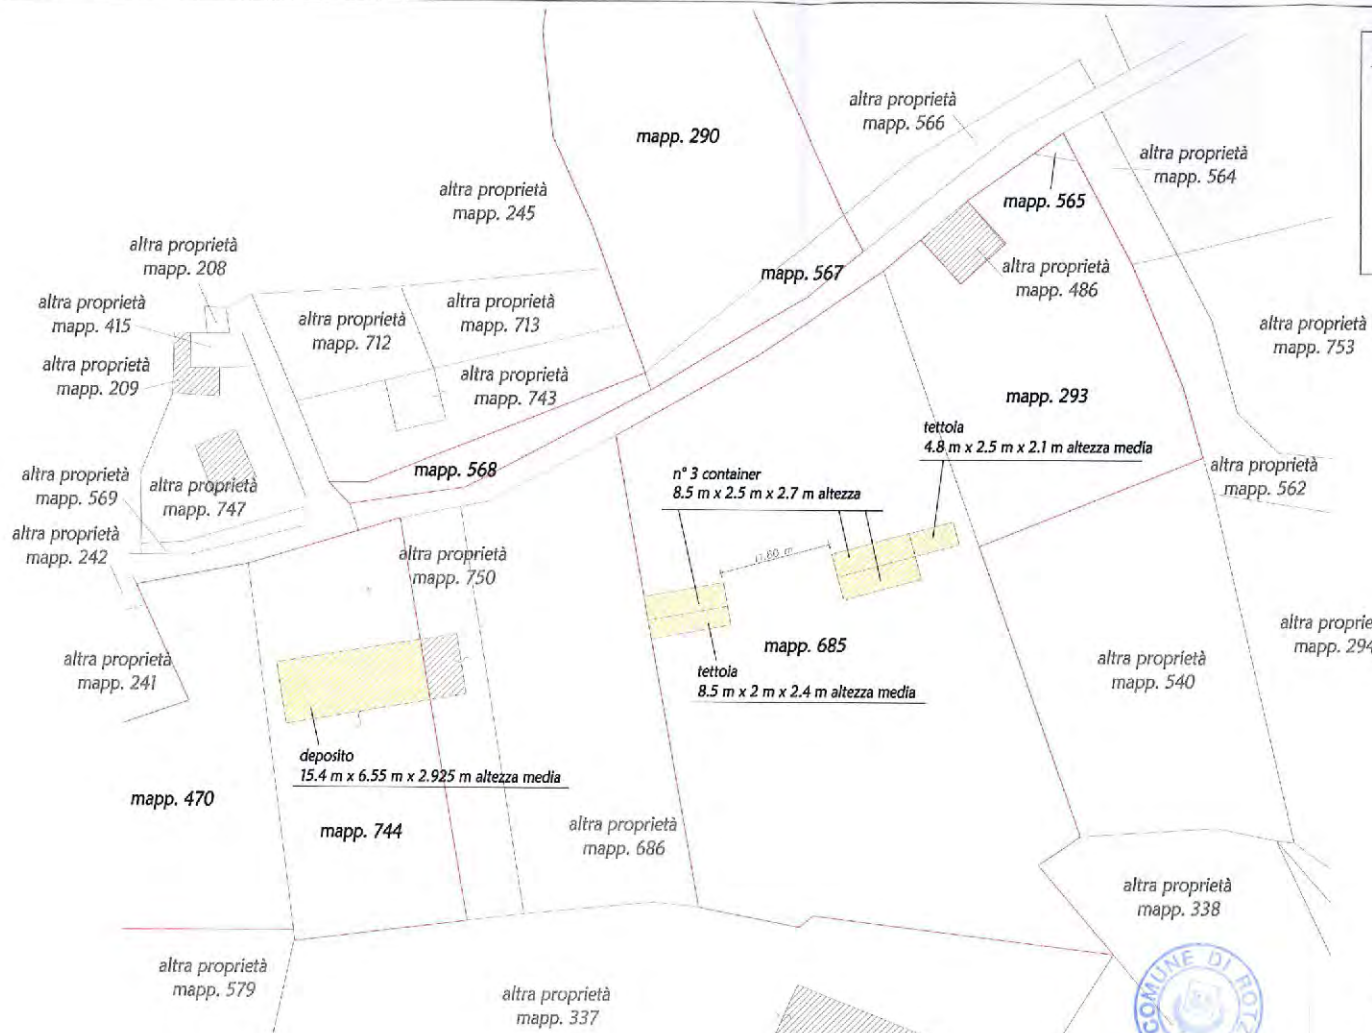 mapp. 290
altra proprietà
mapp. 566
altra proprietà
mapp. 564
altra proprietà
mapp. 245
mapp. 565
altra proprietà
mapp. 208
mapp. 567
altra proprietà
mapp. 486
altra proprietà
mapp. 415
altra proprietà
mapp. 712
altra proprietà
mapp. 713
altra proprietà
mapp. 753
altra proprietà
mapp. 209
altra proprietà
mapp. 743
mapp. 293
tettoia
4.8 m x 2.5 m x 2.1 m altezza media
mapp. 568
n° 3 container
8.5 m x 2.5 m x 2.7 m altezza
altra proprietà
mapp. 562
altra proprietà
mapp. 569
altra proprietà
mapp. 747
altra proprietà
mapp. 242
altra proprietà
mapp. 750
altra proprietà
mapp. 241
mapp. 685
tettoia
8.5 m x 2 m x 2.4 m altezza media
altra proprietà
mapp. 540
altra proprie
mapp. 294
deposito
15.4 m x 6.55 m x 2.925 m altezza media
mapp. 470
mapp. 744
altra proprietà
mapp. 686
altra proprietà
mapp. 338
altra proprietà
mapp. 579
altra proprietà
mapp. 337
COMUNE DI ROTZ